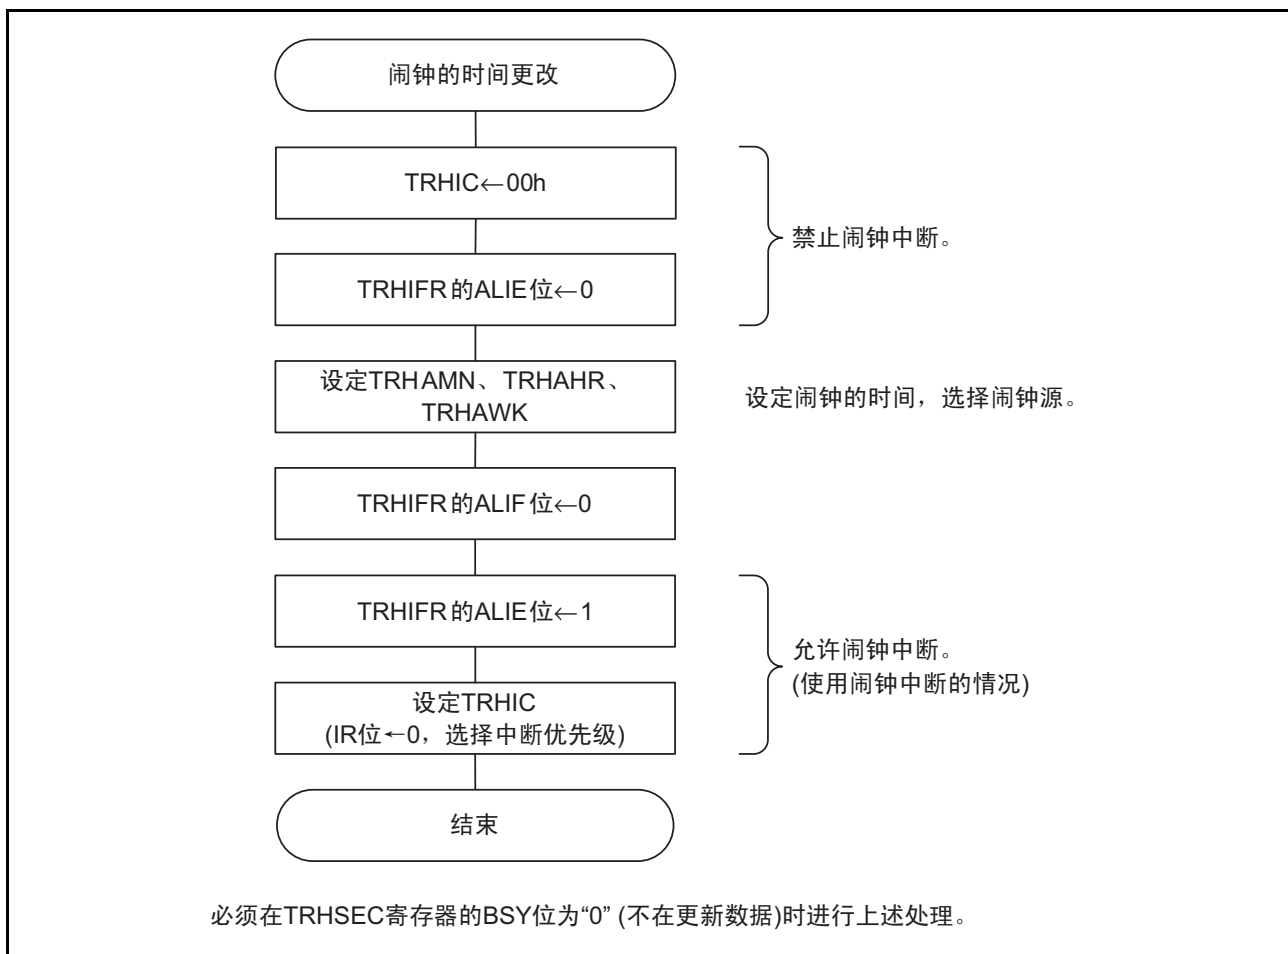 闹钟的时间更改
TRHIC←00h
禁止闹钟中断。
TRHIFR的ALIE位←0
设定TRHAMN、TRHAHR、
TRHAWK
设定闹钟的时间，选择闹钟源。
TRHIFR的ALIF位←0
TRHIFR的ALIE位←1
允许闹钟中断。
(使用闹钟中断的情况)
设定TRHIC
(IR位←0，选择中断优先级)
结束
必须在TRHSEC寄存器的BSY位为“0” (不在更新数据)时进行上述处理。